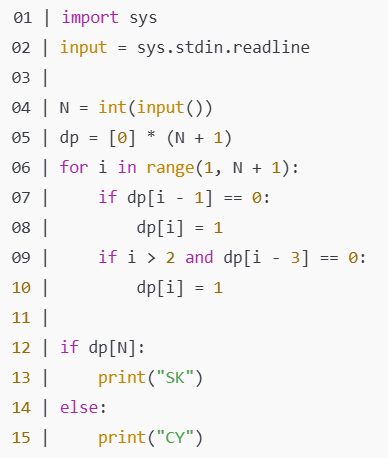 01 | import sys
02 | input = sys.stdin.readline
03 |
04 | N = int(input())
05 | dp = [0] * (N + 1)
06 | for i in range(1, N + 1):
07 |     if dp[i - 1] == 0:
08 |         dp[i] = 1
09 |     if i > 2 and dp[i - 3] == 0:
10 |         dp[i] = 1
11 |
12 | if dp[N]:
13 |     print("SK")
14 | else:
15 |     print("CY")